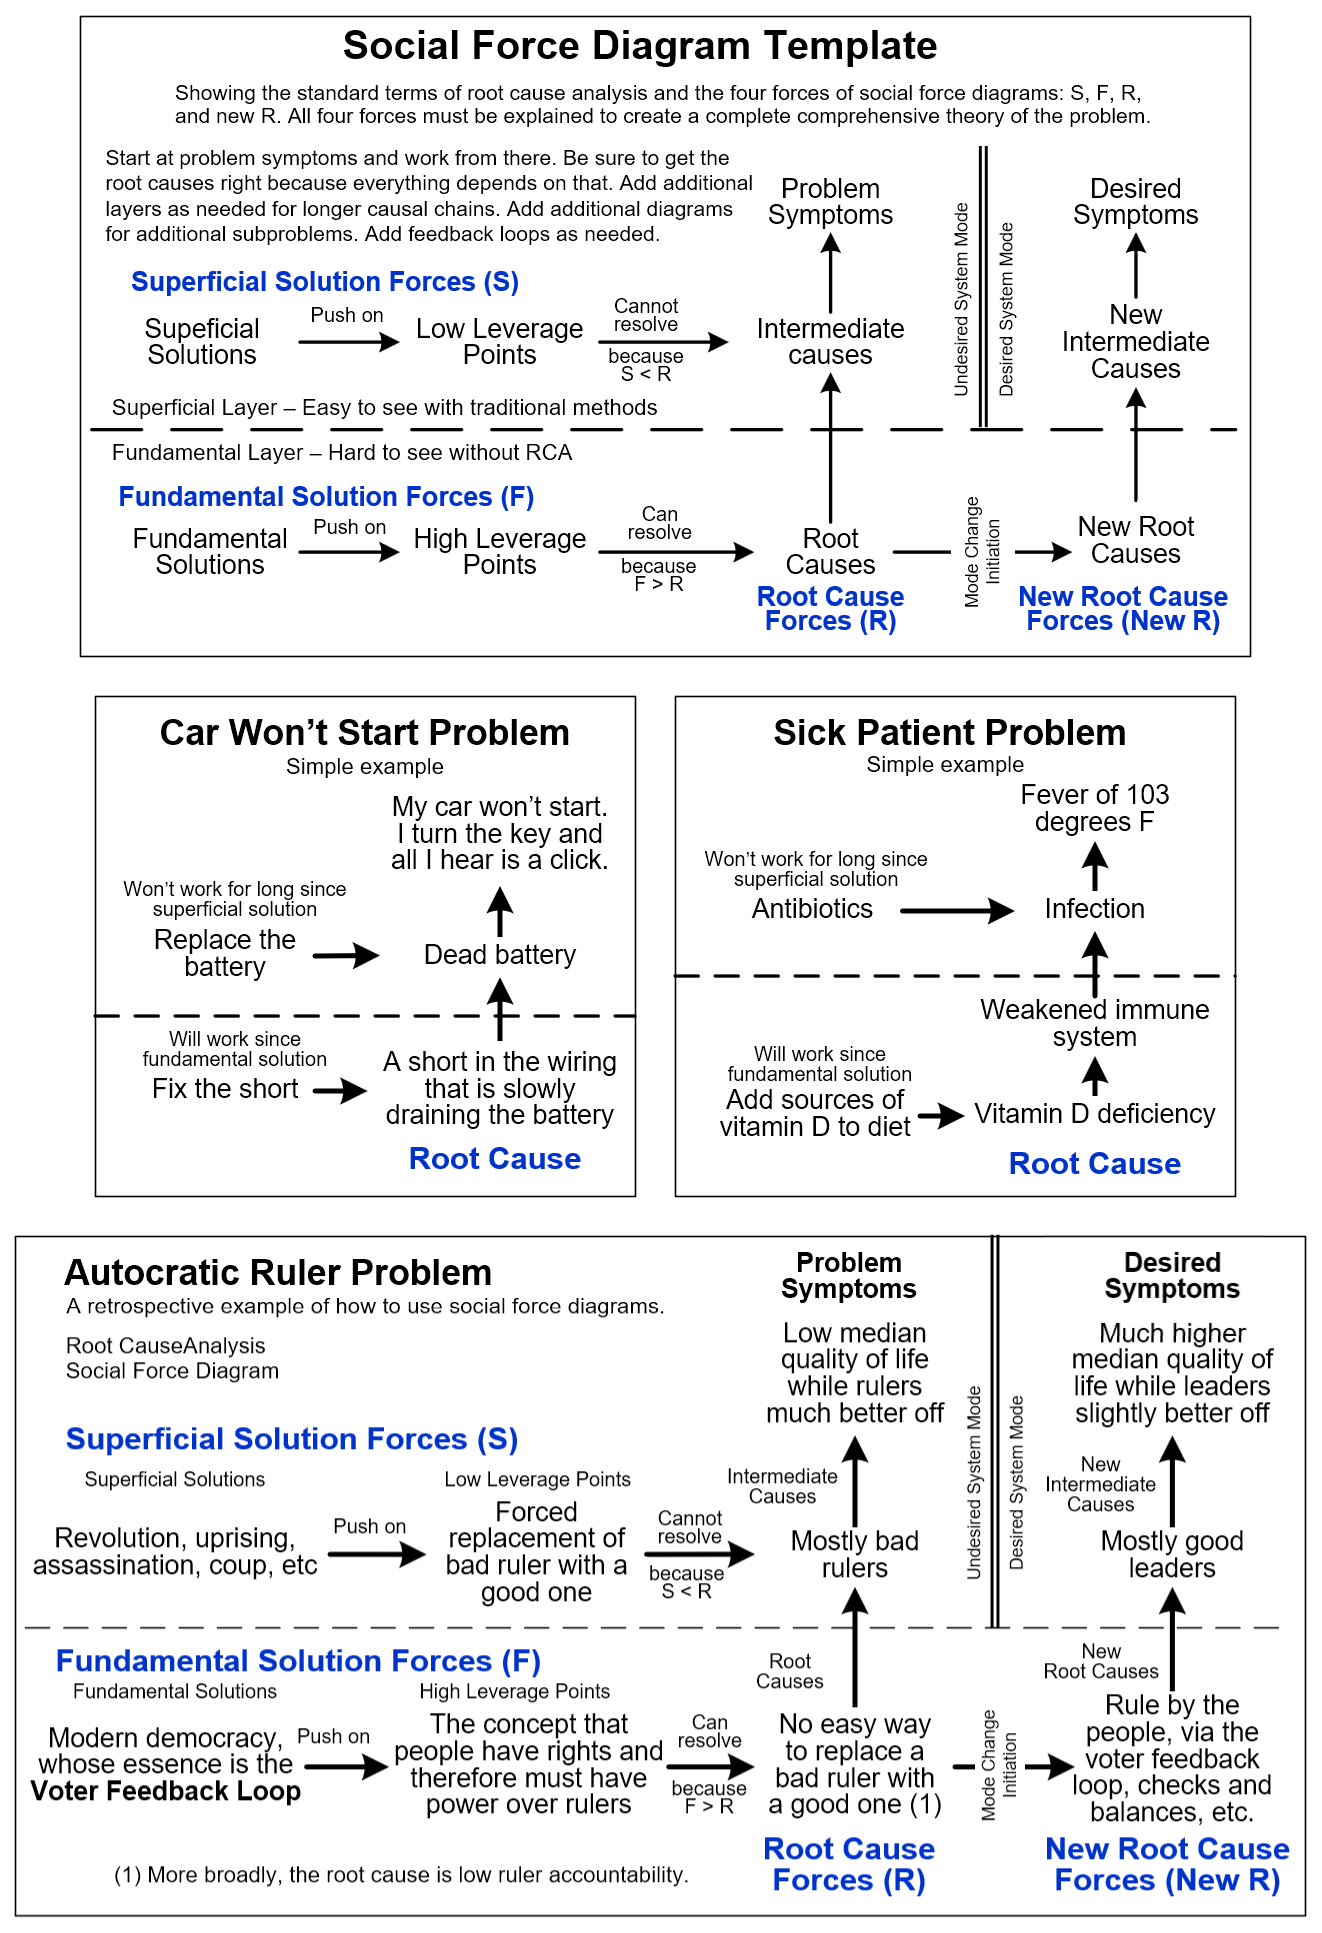 Social Force Diagram Template
Showing the standard terms of root cause analysis and the four forces of social force diagrams: S, F, R,
and new R. All four forces must be explained to create a complete comprehensive theory of the problem.
Start at problem symptoms and work from there. Be sure to get the
root causes right because everything depends on that. Add additional
layers as needed for longer causal chains. Add additional diagrams
for additional subproblems. Add feedback loops as needed.
Problem
Symptoms
Undesired System Mode
Desired System Mode
Desired
Symptoms
Superficial Solution Forces (S)
Supeficial
Solutions
Push on
Low Leverage
Points
Cannot
resolve
because
S < R
Intermediate
causes
New
Intermediate
Causes
Superficial Layer – Easy to see with traditional methods
Fundamental Layer – Hard to see without RCA
Fundamental Solution Forces (F)
Fundamental
Solutions
Push on
High Leverage
Points
Can
resolve
because
F > R
Root
Causes
Root Cause
Forces (R)
Mode Change
Initiation
New Root
Causes
New Root Cause
Forces (New R)
Car Won't Start Problem
Simple example
My car won't start.
I turn the key and
all I hear is a click.
Won't work for long since
superficial solution
Replace the
battery
Dead battery
Will work since
fundamental solution
Fix the short
A short in the wiring
that is slowly
draining the battery
Root Cause
Sick Patient Problem
Simple example
Fever of 103
degrees F
Won't work for long since
superficial solution
Antibiotics
Infection
Weakened immune
system
Will work since
fundamental solution
Add sources of
vitamin D to diet
Vitamin D deficiency
Root Cause
Autocratic Ruler Problem
A retrospective example of how to use social force diagrams.
Root CauseAnalysis
Social Force Diagram
Problem
Symptoms
Low median
quality of life
while rulers
much better off
Undesired System Mode
Desired System Mode
Desired
Symptoms
Much higher
median quality of
life while leaders
slightly better off
Superficial Solution Forces (S)
Superficial Solutions
Revolution, uprising,
assassination, coup, etc
Push on
Low Leverage Points
Forced
replacement of
bad ruler with a
good one
Cannot
resolve
because
S < R
Intermediate
Causes
Mostly bad
rulers
New
Intermediate
Causes
Mostly good
leaders
Fundamental Solution Forces (F)
Fundamental Solutions
Modern democracy,
whose essence is the
Voter Feedback Loop
Push on
High Leverage Points
The concept that
people have rights and
therefore must have
power over rulers
Can
resolve
because
F > R
Root
Causes
No easy way
to replace a
bad ruler with
a good one (1)
Root Cause
Forces (R)
Mode Change
Initiation
New
Root Causes
Rule by the
people, via the
voter feedback
loop, checks and
balances, etc.
New Root Cause
Forces (New R)
(1) More broadly, the root cause is low ruler accountability.